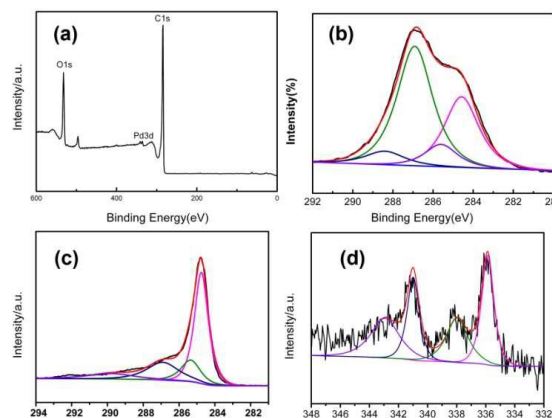 (a)
C1s
O1s
Pd3d
Intensity/a.u.
600 400 200 0
Binding Energy(eV)
(b)
Intensity(%)
292 290 288 286 284 282
Binding Energy(eV)
(c)
Intensity/a.u.
294 292 290 288 286 284 282
(d)
Intensity/a.u.
348 346 344 342 340 338 336 334 332